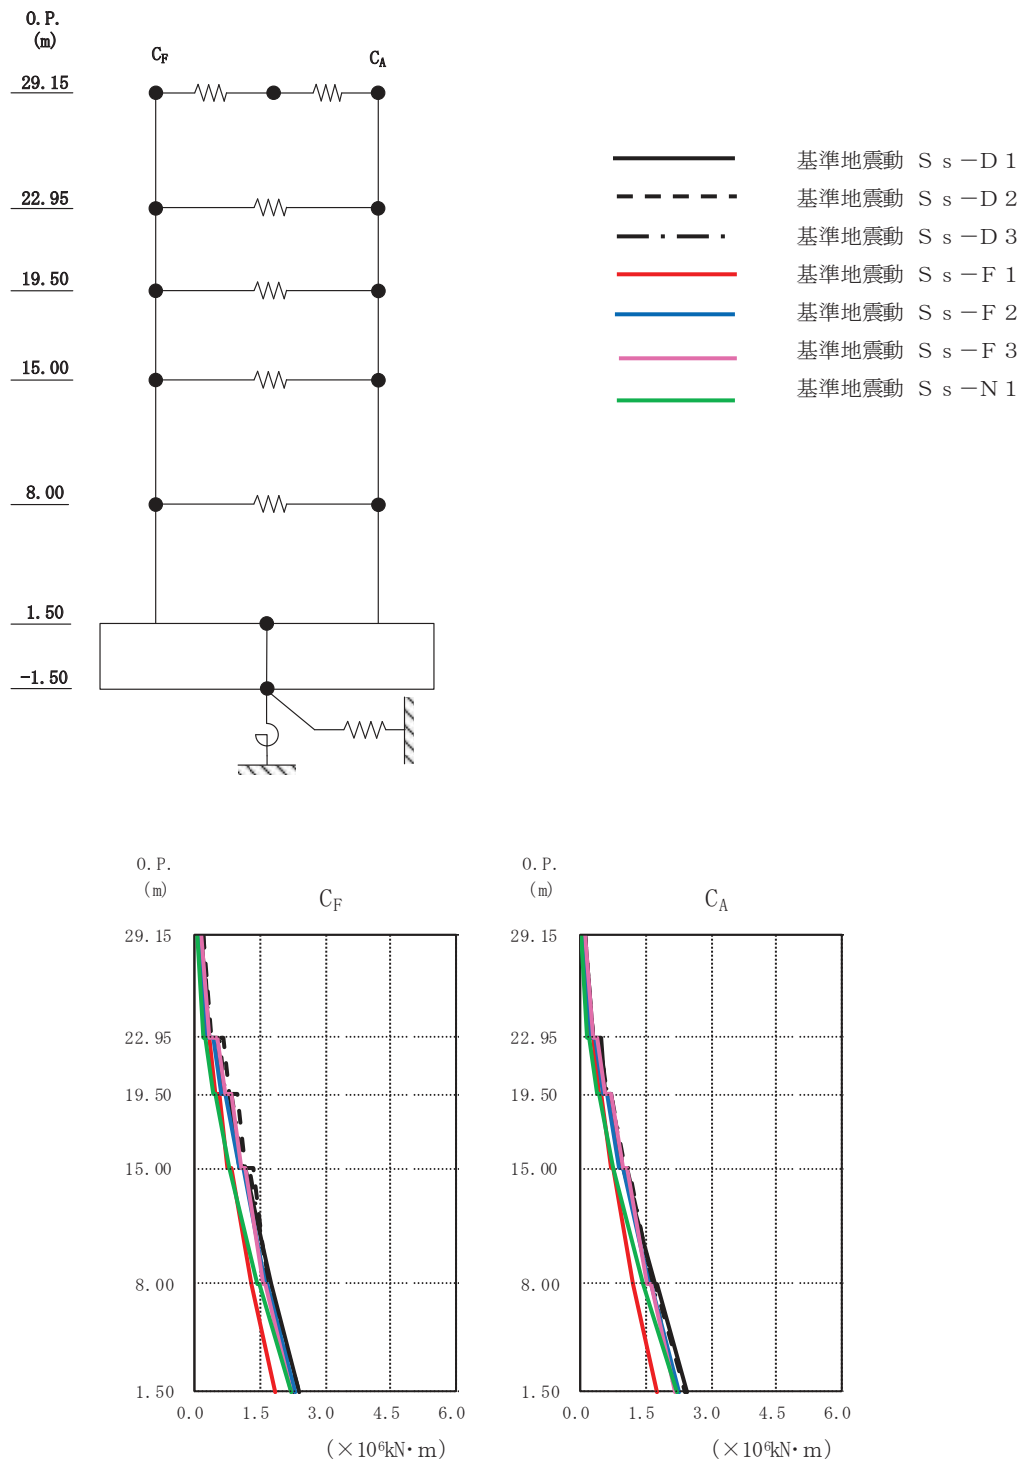 O.P.
(m)
C_F
C_A
29.15
22.95
19.50
15.00
8.00
1.50
-1.50
基準地震動 Ｓｓ－Ｄ１
基準地震動 Ｓｓ－Ｄ２
基準地震動 Ｓｓ－Ｄ３
基準地震動 Ｓｓ－Ｆ１
基準地震動 Ｓｓ－Ｆ２
基準地震動 Ｓｓ－Ｆ３
基準地震動 Ｓｓ－Ｎ１
O.P.
(m)
C_F
29.15
22.95
19.50
15.00
8.00
1.50
0.0 1.5 3.0 4.5 6.0
(×10⁶kN・m)
O.P.
(m)
C_A
29.15
22.95
19.50
15.00
8.00
1.50
0.0 1.5 3.0 4.5 6.0
(×10⁶kN・m)